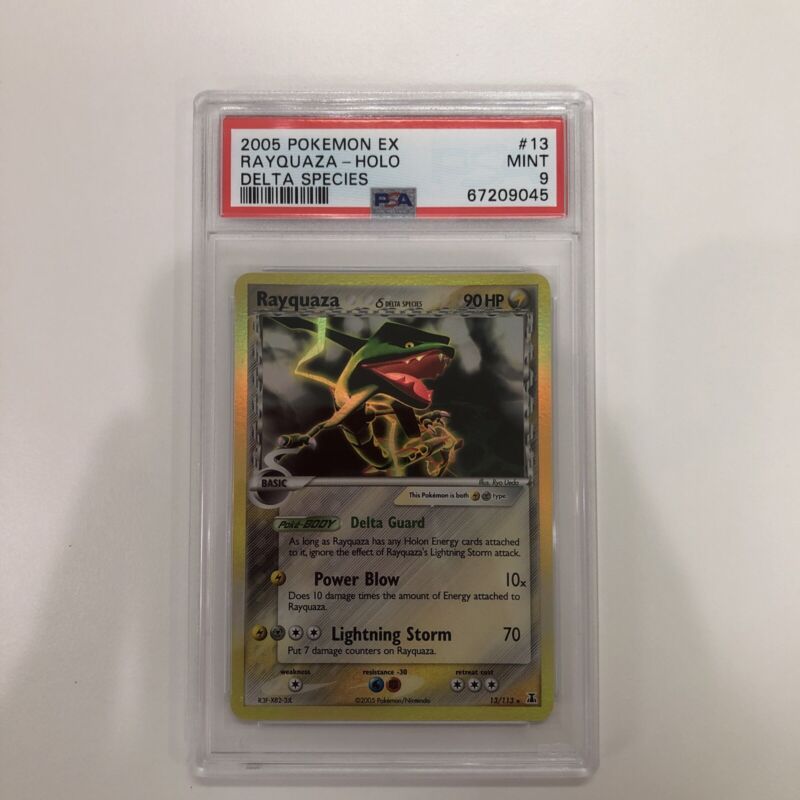 2005 POKEMON EX #13
RAYQUAZA - HOLO MINT
DELTA SPECIES 9
PSA 67209045
Rayquaza δ DELTA SPECIES 90 HP
Illus. Ryo Ueda
BASIC
This Pokémon is both type.
Poké-BODY Delta Guard
As long as Rayquaza has any Holon Energy cards attached
to it, ignore the effect of Rayquaza's Lightning Storm attack.
Power Blow 10x
Does 10 damage times the amount of Energy attached to
Rayquaza.
Lightning Storm 70
Put 7 damage counters on Rayquaza.
weakness resistance -30 retreat cost
©2005 Pokémon/Nintendo 13/113 ★